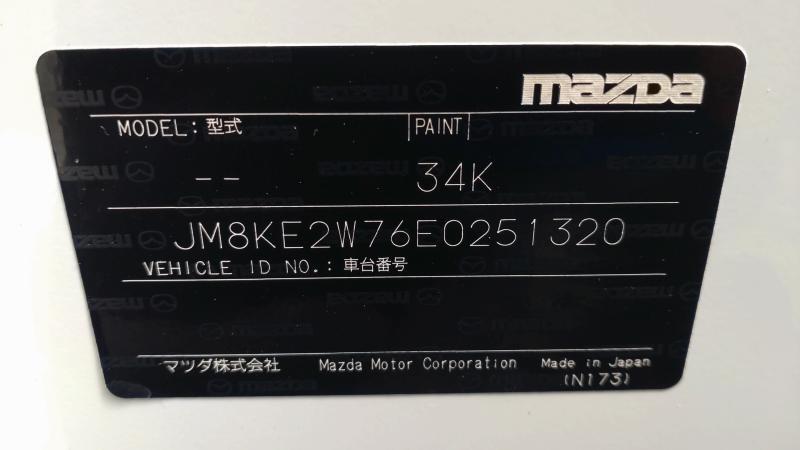 mazda
MODEL: 型式 PAINT
-- 34K
JM8KE2W76E0251320
VEHICLE ID NO.: 車台番号
マツダ株式会社 Mazda Motor Corporation Made in Japan
(N173)